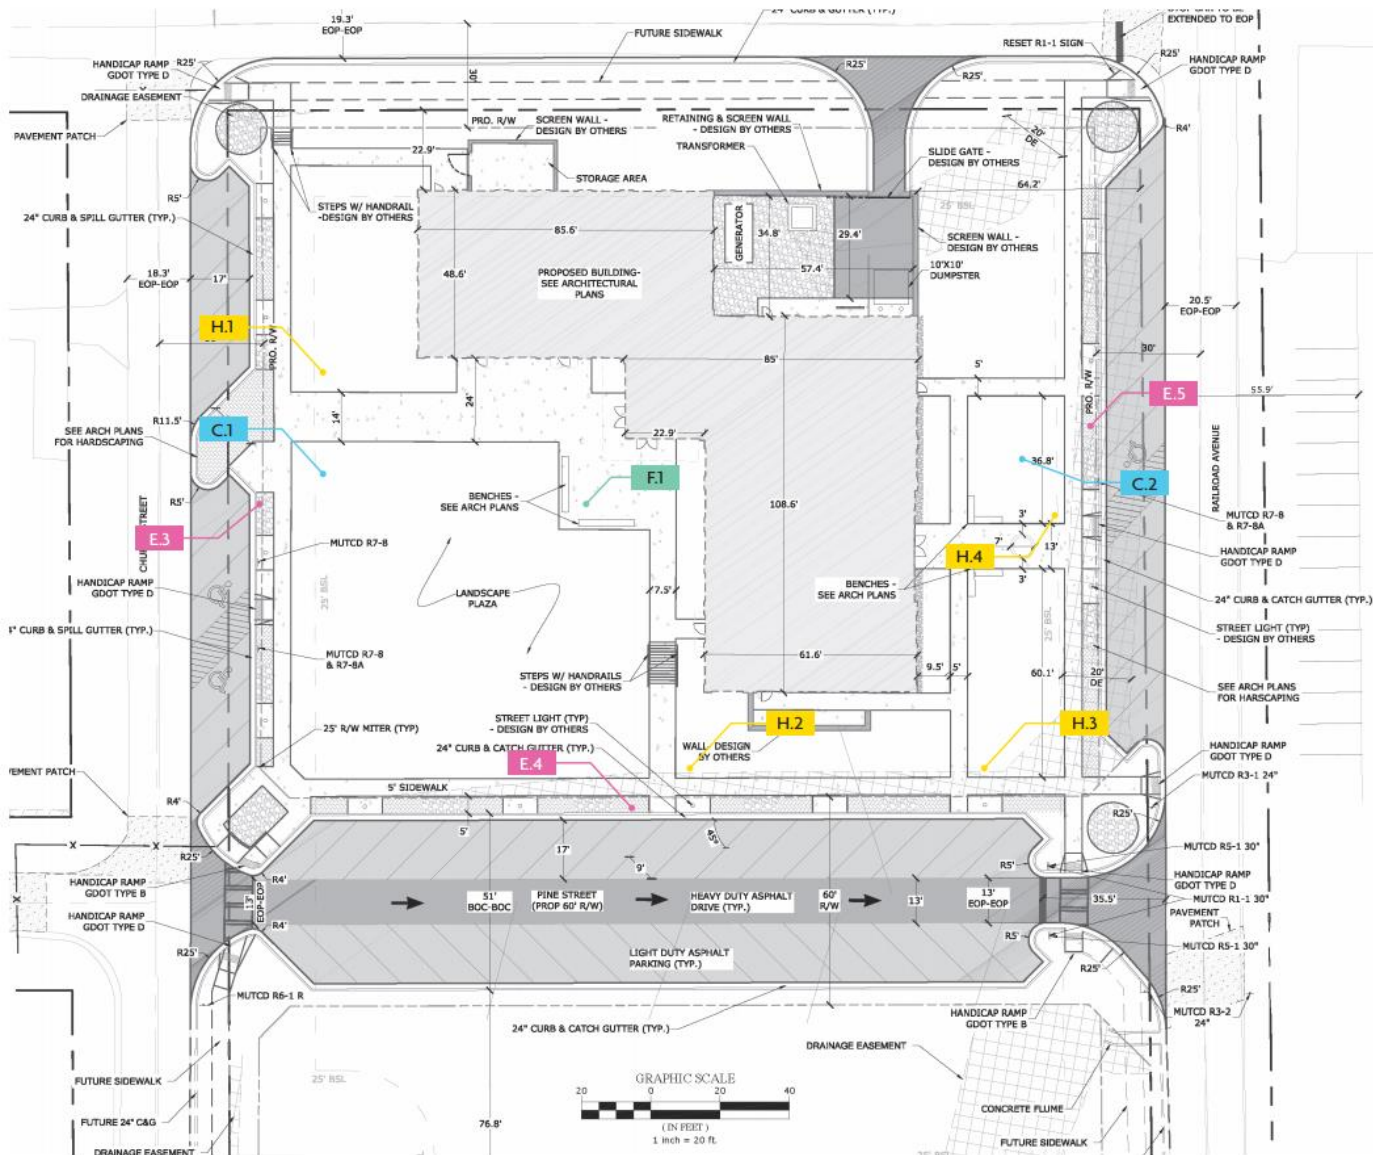 19.3'
EOP-EOP
24" CURB & GUTTER (TYP.)
EXTENDED TO EOP
FUTURE SIDEWALK
RESET R1-1 SIGN
HANDICAP RAMP
GDOT TYPE D
R25'
R25'
R25'
R25'
HANDICAP RAMP
GDOT TYPE D
DRAINAGE EASEMENT
30'
PAVEMENT PATCH
PRO. R/W
SCREEN WALL -
DESIGN BY OTHERS
RETAINING & SCREEN WALL
- DESIGN BY OTHERS
TRANSFORMER
20'
DE
R4'
22.9'
SLIDE GATE -
DESIGN BY OTHERS
STORAGE AREA
64.2'
R5'
STEPS W/ HANDRAIL
-DESIGN BY OTHERS
25' BSL
24" CURB & SPILL GUTTER (TYP.)
85.6'
GENERATOR
34.8'
29.4'
SCREEN WALL -
DESIGN BY OTHERS
18.3'
EOP-EOP
17'
48.6'
PROPOSED BUILDING-
SEE ARCHITECTURAL
PLANS
57.4'
10'X10'
DUMPSTER
20.5'
EOP-EOP
H.1
PRO. R/W
85'
30'
5'
PRO. R/W
E.5
55.9'
R11.5'
C.1
14'
24'
SEE ARCH PLANS
FOR HARDSCAPING
22.9'
RAILROAD AVENUE
36.8'
F.1
C.2
R5'
BENCHES -
SEE ARCH PLANS
108.6'
E.3
MUTCD R7-8
3'
7'
13'
3'
H.4
MUTCD R7-8
& R7-8A
HANDICAP RAMP
GDOT TYPE D
HANDICAP RAMP
GDOT TYPE D
25' BSL
LANDSCAPE
PLAZA
7.5'
BENCHES -
SEE ARCH PLANS
25' BSL
24" CURB & CATCH GUTTER (TYP.)
CURB & SPILL GUTTER (TYP.)
STREET LIGHT (TYP)
- DESIGN BY OTHERS
MUTCD R7-8
& R7-8A
61.6'
9.5'
5'
60.1'
20'
DE
STEPS W/ HANDRAILS
- DESIGN BY OTHERS
SEE ARCH PLANS
FOR HARSCAPING
25' R/W MITER (TYP)
STREET LIGHT (TYP)
- DESIGN BY OTHERS
H.2
H.3
24" CURB & CATCH GUTTER (TYP.)
WALL - DESIGN
BY OTHERS
HANDICAP RAMP
GDOT TYPE D
E.4
PAVEMENT PATCH
MUTCD R3-1 24"
5' SIDEWALK
R4'
5'
17'
45°
R25'
R25'
9'
R5'
MUTCD R5-1 30"
HANDICAP RAMP
GDOT TYPE B
R4'
HANDICAP RAMP
GDOT TYPE D
13'
EOP-EOP
51'
BOC-BOC
PINE STREET
(PROP 60' R/W)
HEAVY DUTY ASPHALT
DRIVE (TYP.)
60'
R/W
13'
13'
EOP-EOP
35.5'
MUTCD R1-1 30"
PAVEMENT
PATCH
HANDICAP RAMP
GDOT TYPE D
R4'
R5'
R25'
LIGHT DUTY ASPHALT
PARKING (TYP.)
MUTCD R5-1 30"
R25'
MUTCD R6-1 R
R25'
24" CURB & CATCH GUTTER (TYP.)
HANDICAP RAMP
GDOT TYPE B
MUTCD R3-2
24"
DRAINAGE EASEMENT
25' BSL
FUTURE SIDEWALK
GRAPHIC SCALE
20 0 20 40
( IN FEET )
1 inch = 20 ft.
76.8'
CONCRETE FLUME
FUTURE 24" C&G
DRAINAGE EASEMENT
FUTURE SIDEWALK
25' BSL